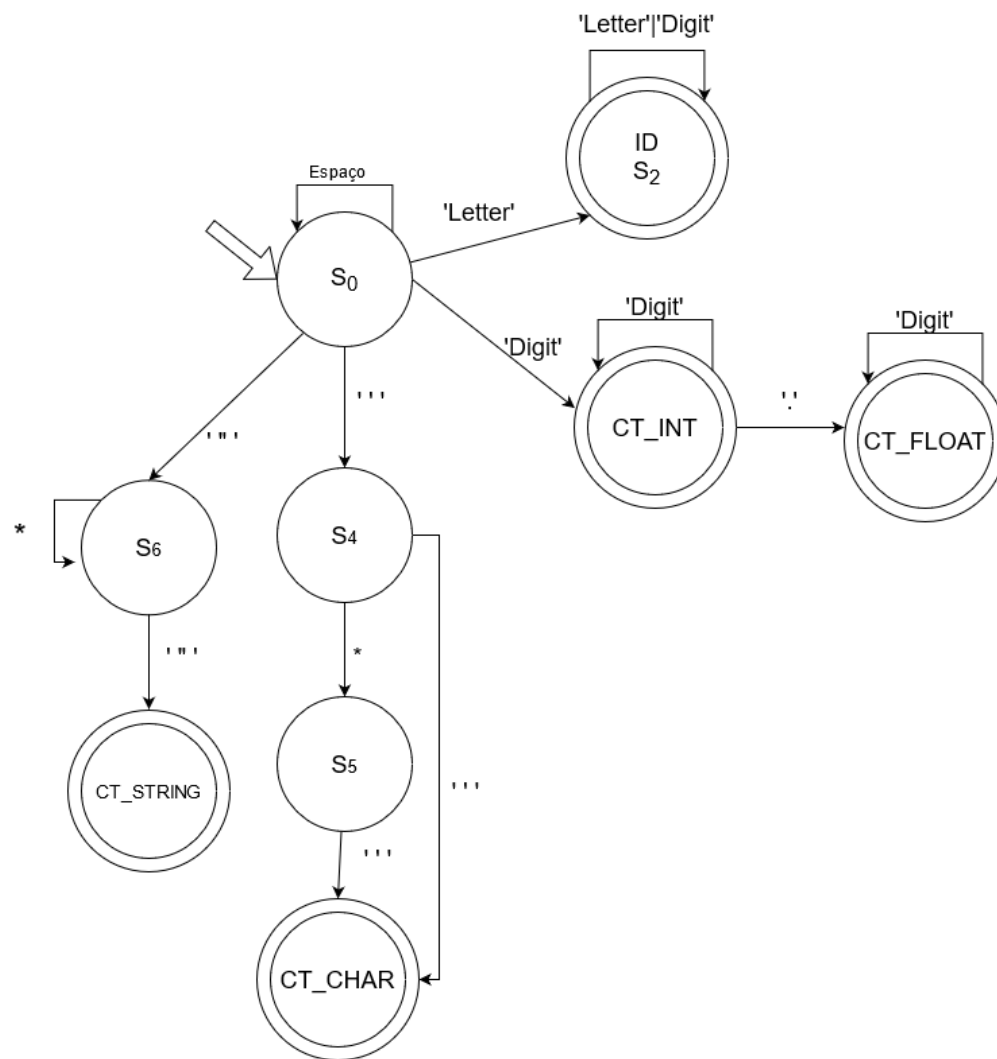 'Letter'|'Digit'
ID
S2
Espaço
'Letter'
S0
'Digit'
'Digit'
'Digit'
CT_INT
'.'
CT_FLOAT
' " '
' ' '
*
S6
S4
' " '
*
' ' '
S5
CT_STRING
' ' '
CT_CHAR